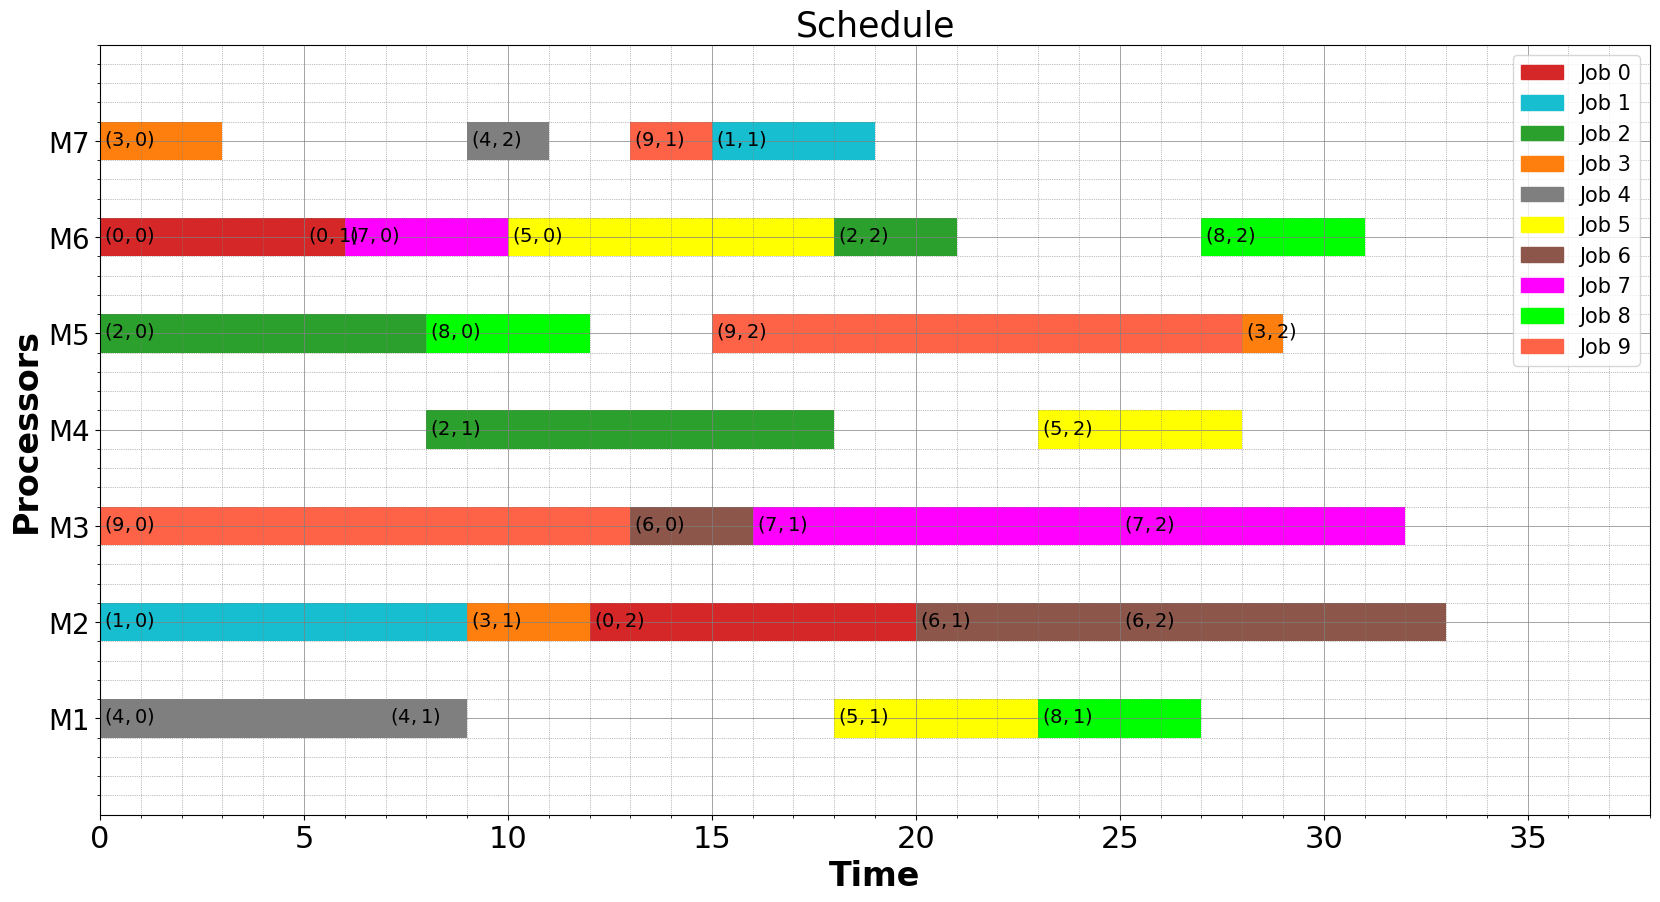 Schedule
M7
(3, 0)
(4, 2)
(9, 1)
(1, 1)
M6
(0, 0)
(0, 1)
(7, 0)
(5, 0)
(2, 2)
(8, 2)
M5
(2, 0)
(8, 0)
(9, 2)
(3, 2)
M4
(2, 1)
(5, 2)
M3
(9, 0)
(6, 0)
(7, 1)
(7, 2)
M2
(1, 0)
(3, 1)
(0, 2)
(6, 1)
(6, 2)
M1
(4, 0)
(4, 1)
(5, 1)
(8, 1)
Processors
0 5 10 15 20 25 30 35
Time
Job 0
Job 1
Job 2
Job 3
Job 4
Job 5
Job 6
Job 7
Job 8
Job 9